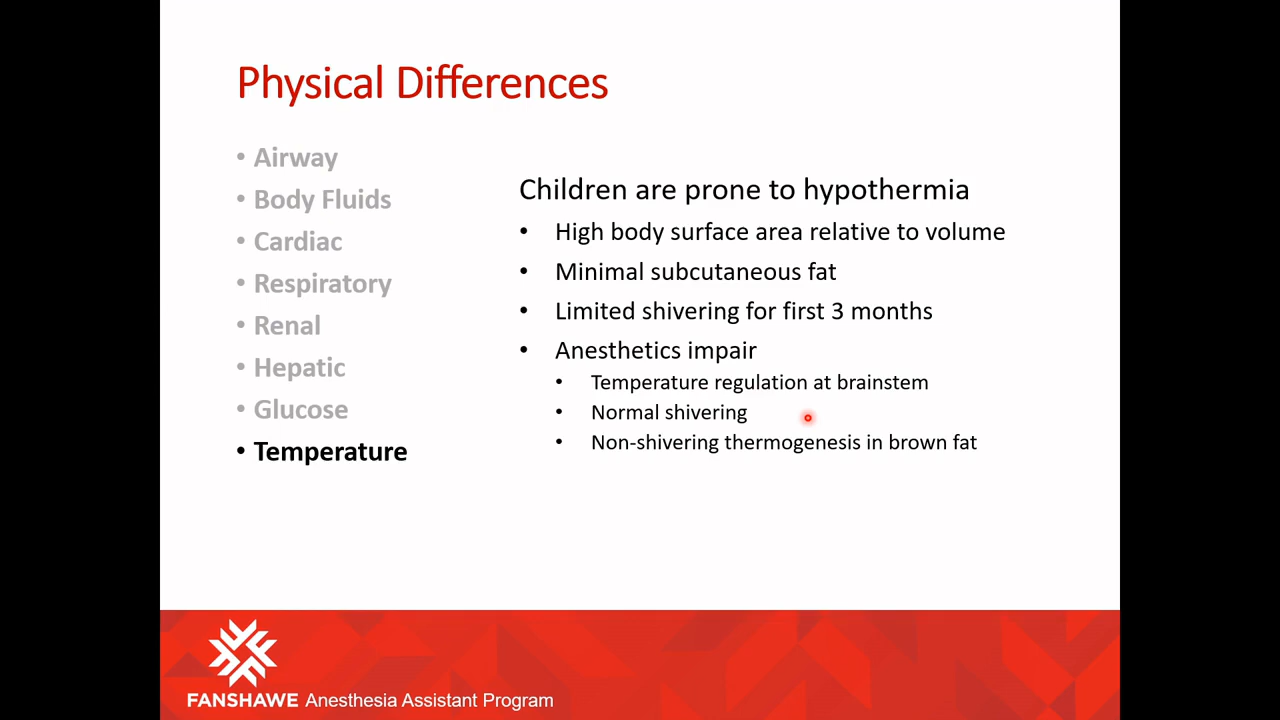 Physical Differences
• Airway
• Body Fluids
• Cardiac
• Respiratory
• Renal
• Hepatic
• Glucose
• Temperature
Children are prone to hypothermia
• High body surface area relative to volume
• Minimal subcutaneous fat
• Limited shivering for first 3 months
• Anesthetics impair
• Temperature regulation at brainstem
• Normal shivering
• Non-shivering thermogenesis in brown fat
FANSHAWE Anesthesia Assistant Program